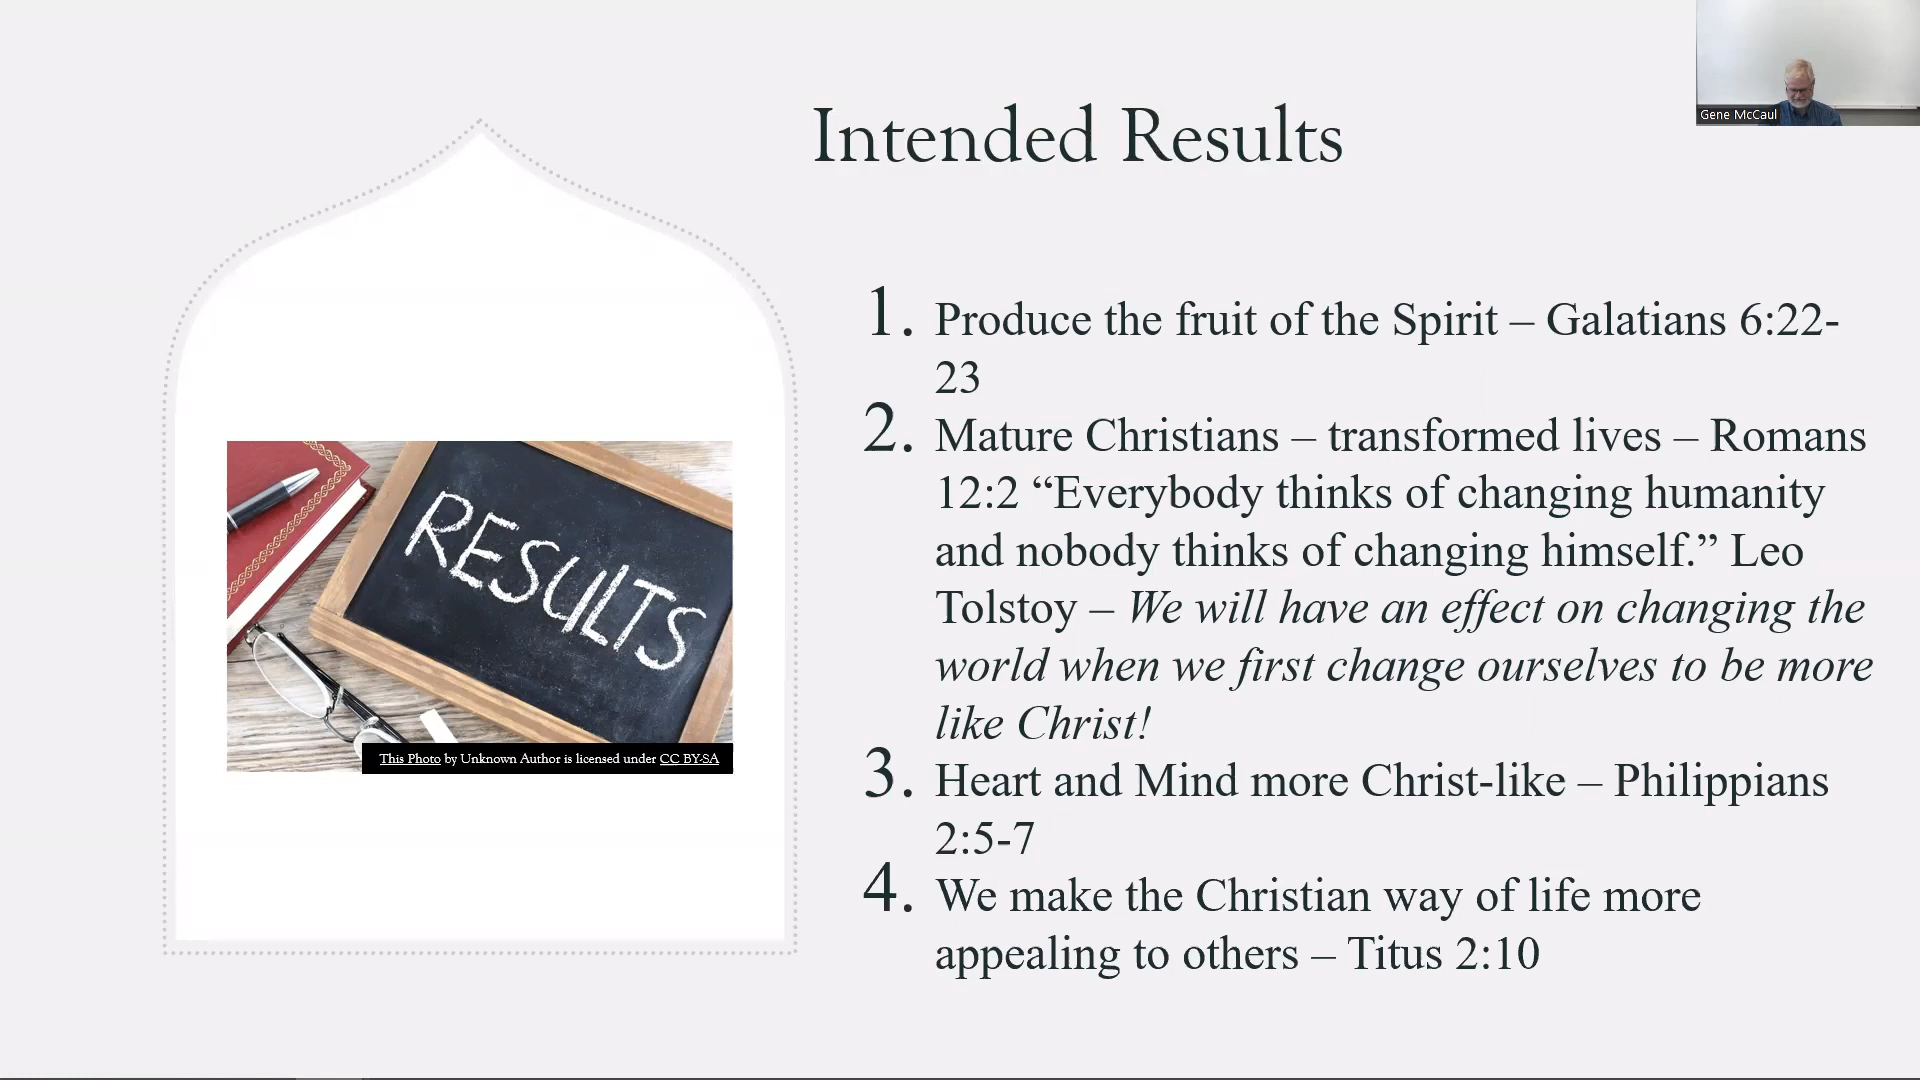 Gene McCaul
Intended Results
1. Produce the fruit of the Spirit – Galatians 6:22-
23
2. Mature Christians – transformed lives – Romans
12:2 “Everybody thinks of changing humanity
and nobody thinks of changing himself.” Leo
Tolstoy – We will have an effect on changing the
world when we first change ourselves to be more
like Christ!
3. Heart and Mind more Christ-like – Philippians
2:5-7
4. We make the Christian way of life more
appealing to others – Titus 2:10
RESULTS
This Photo by Unknown Author is licensed under CC BY-SA